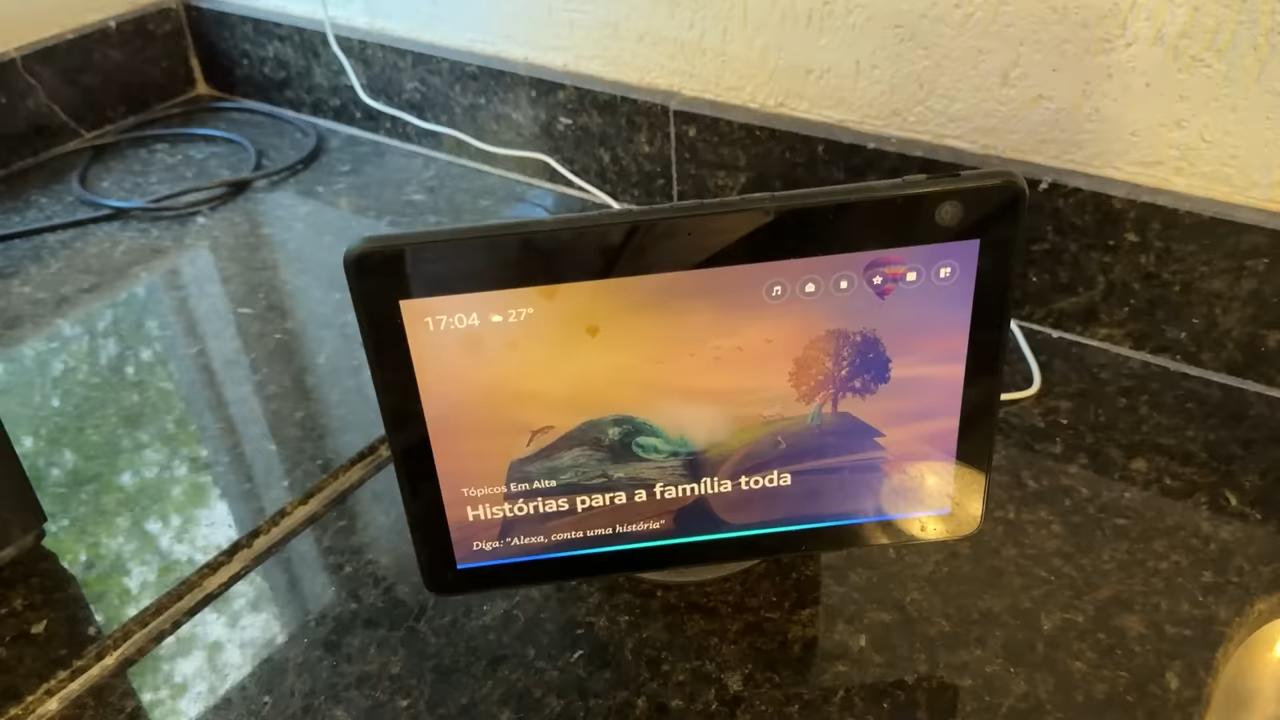 17:04 27°
Tópicos Em Alta
Histórias para a família toda
Diga: "Alexa, conta uma história"